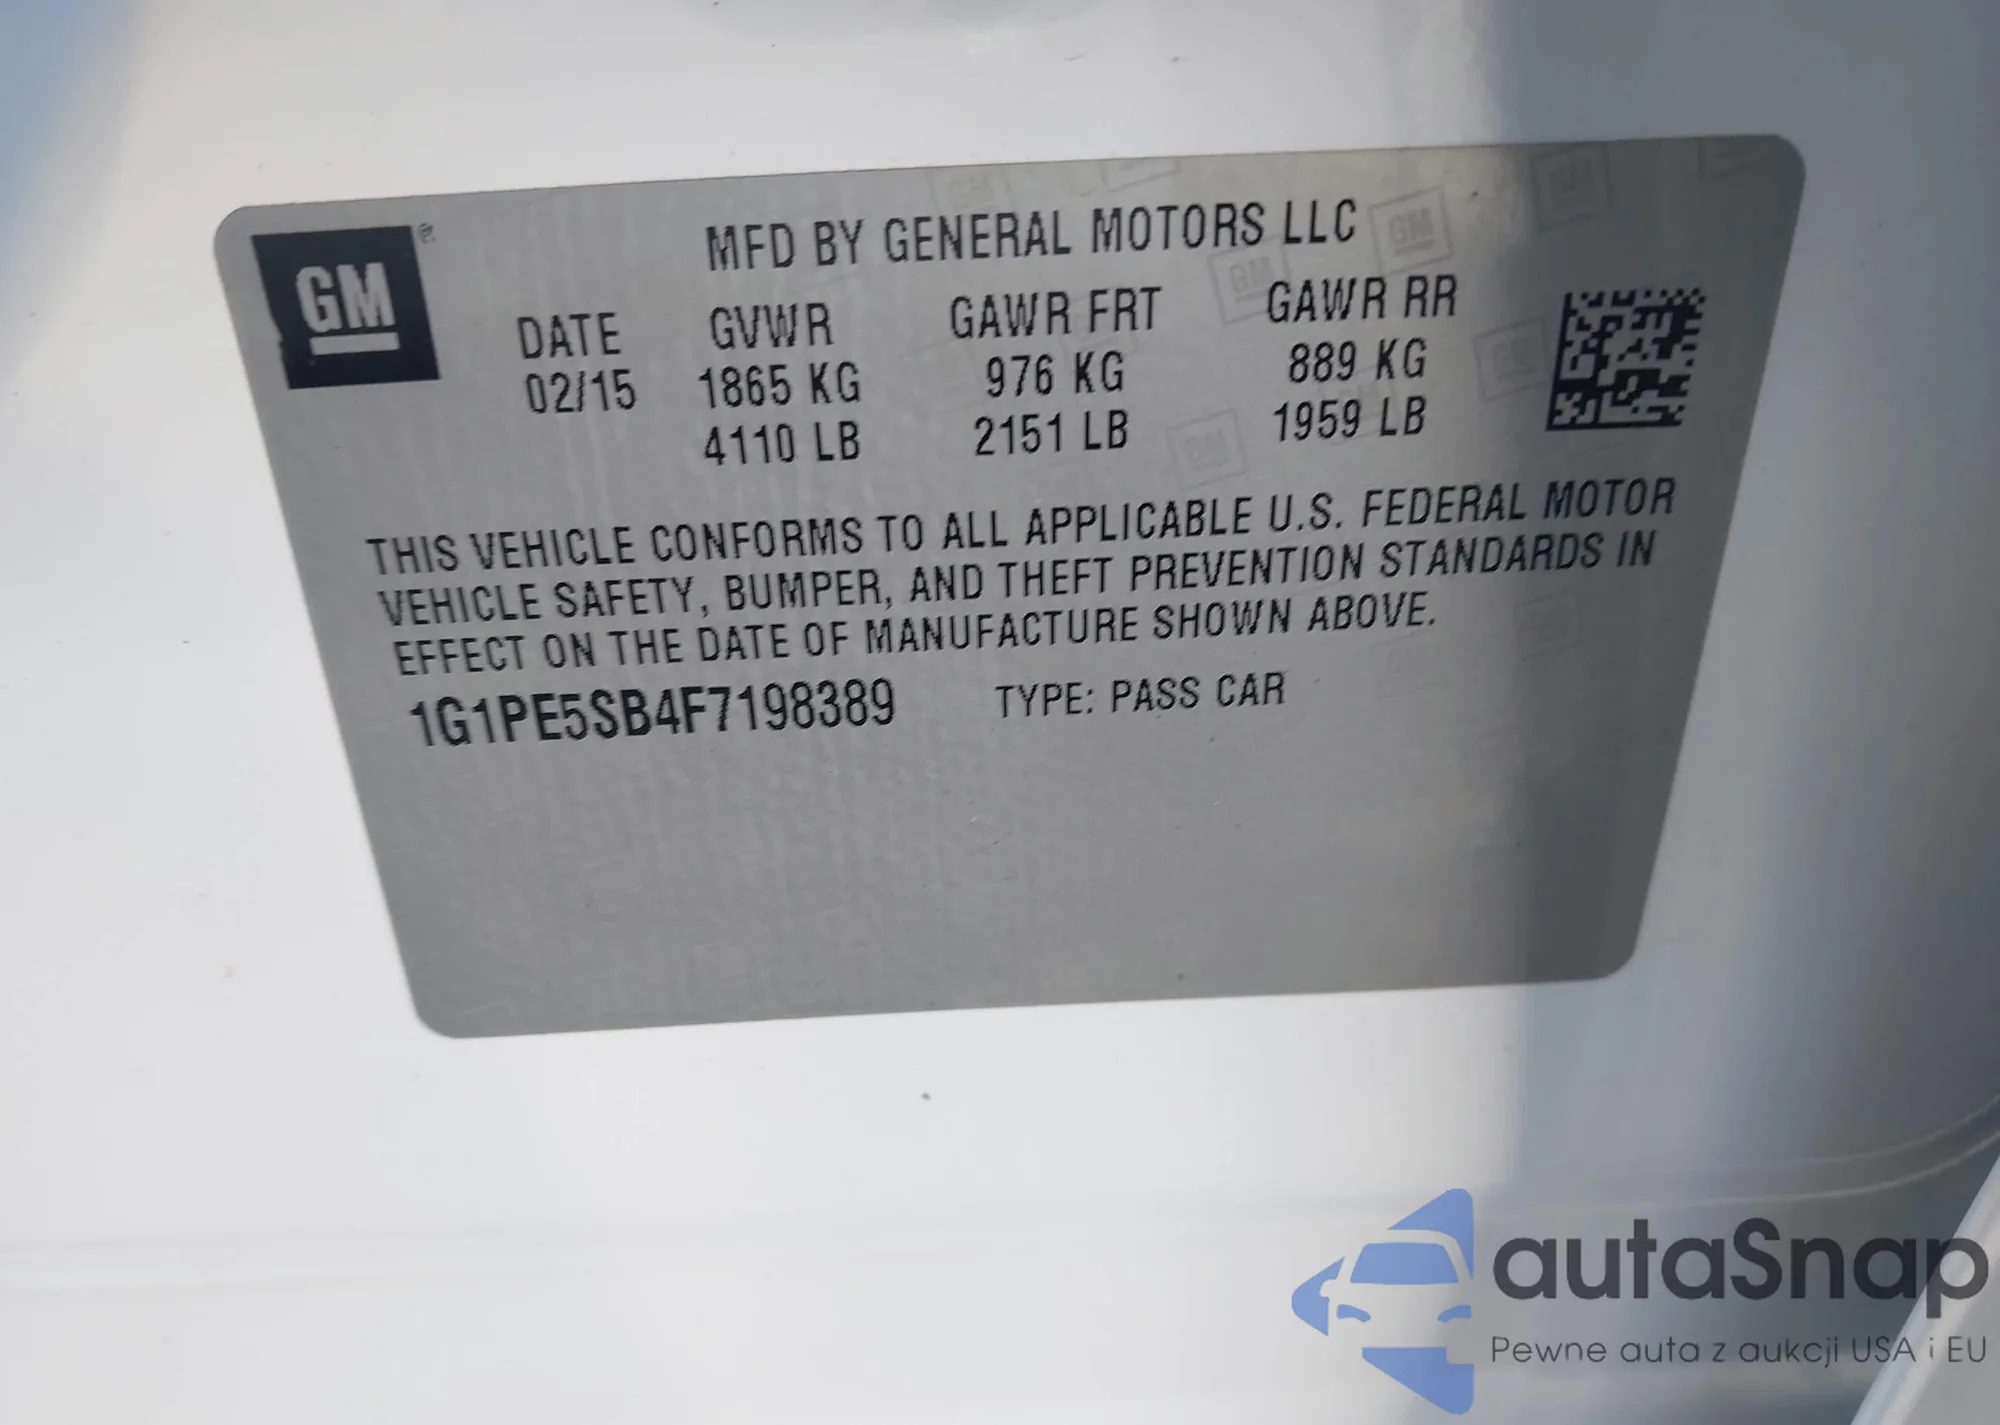 GM
MFD BY GENERAL MOTORS LLC
DATE GVWR GAWR FRT GAWR RR
02/15 1865 KG 976 KG 889 KG
4110 LB 2151 LB 1959 LB
THIS VEHICLE CONFORMS TO ALL APPLICABLE U.S. FEDERAL MOTOR
VEHICLE SAFETY, BUMPER, AND THEFT PREVENTION STANDARDS IN
EFFECT ON THE DATE OF MANUFACTURE SHOWN ABOVE.
1G1PE5SB4F7198389 TYPE: PASS CAR
autaSnap
Pewne auta z aukcji USA i EU